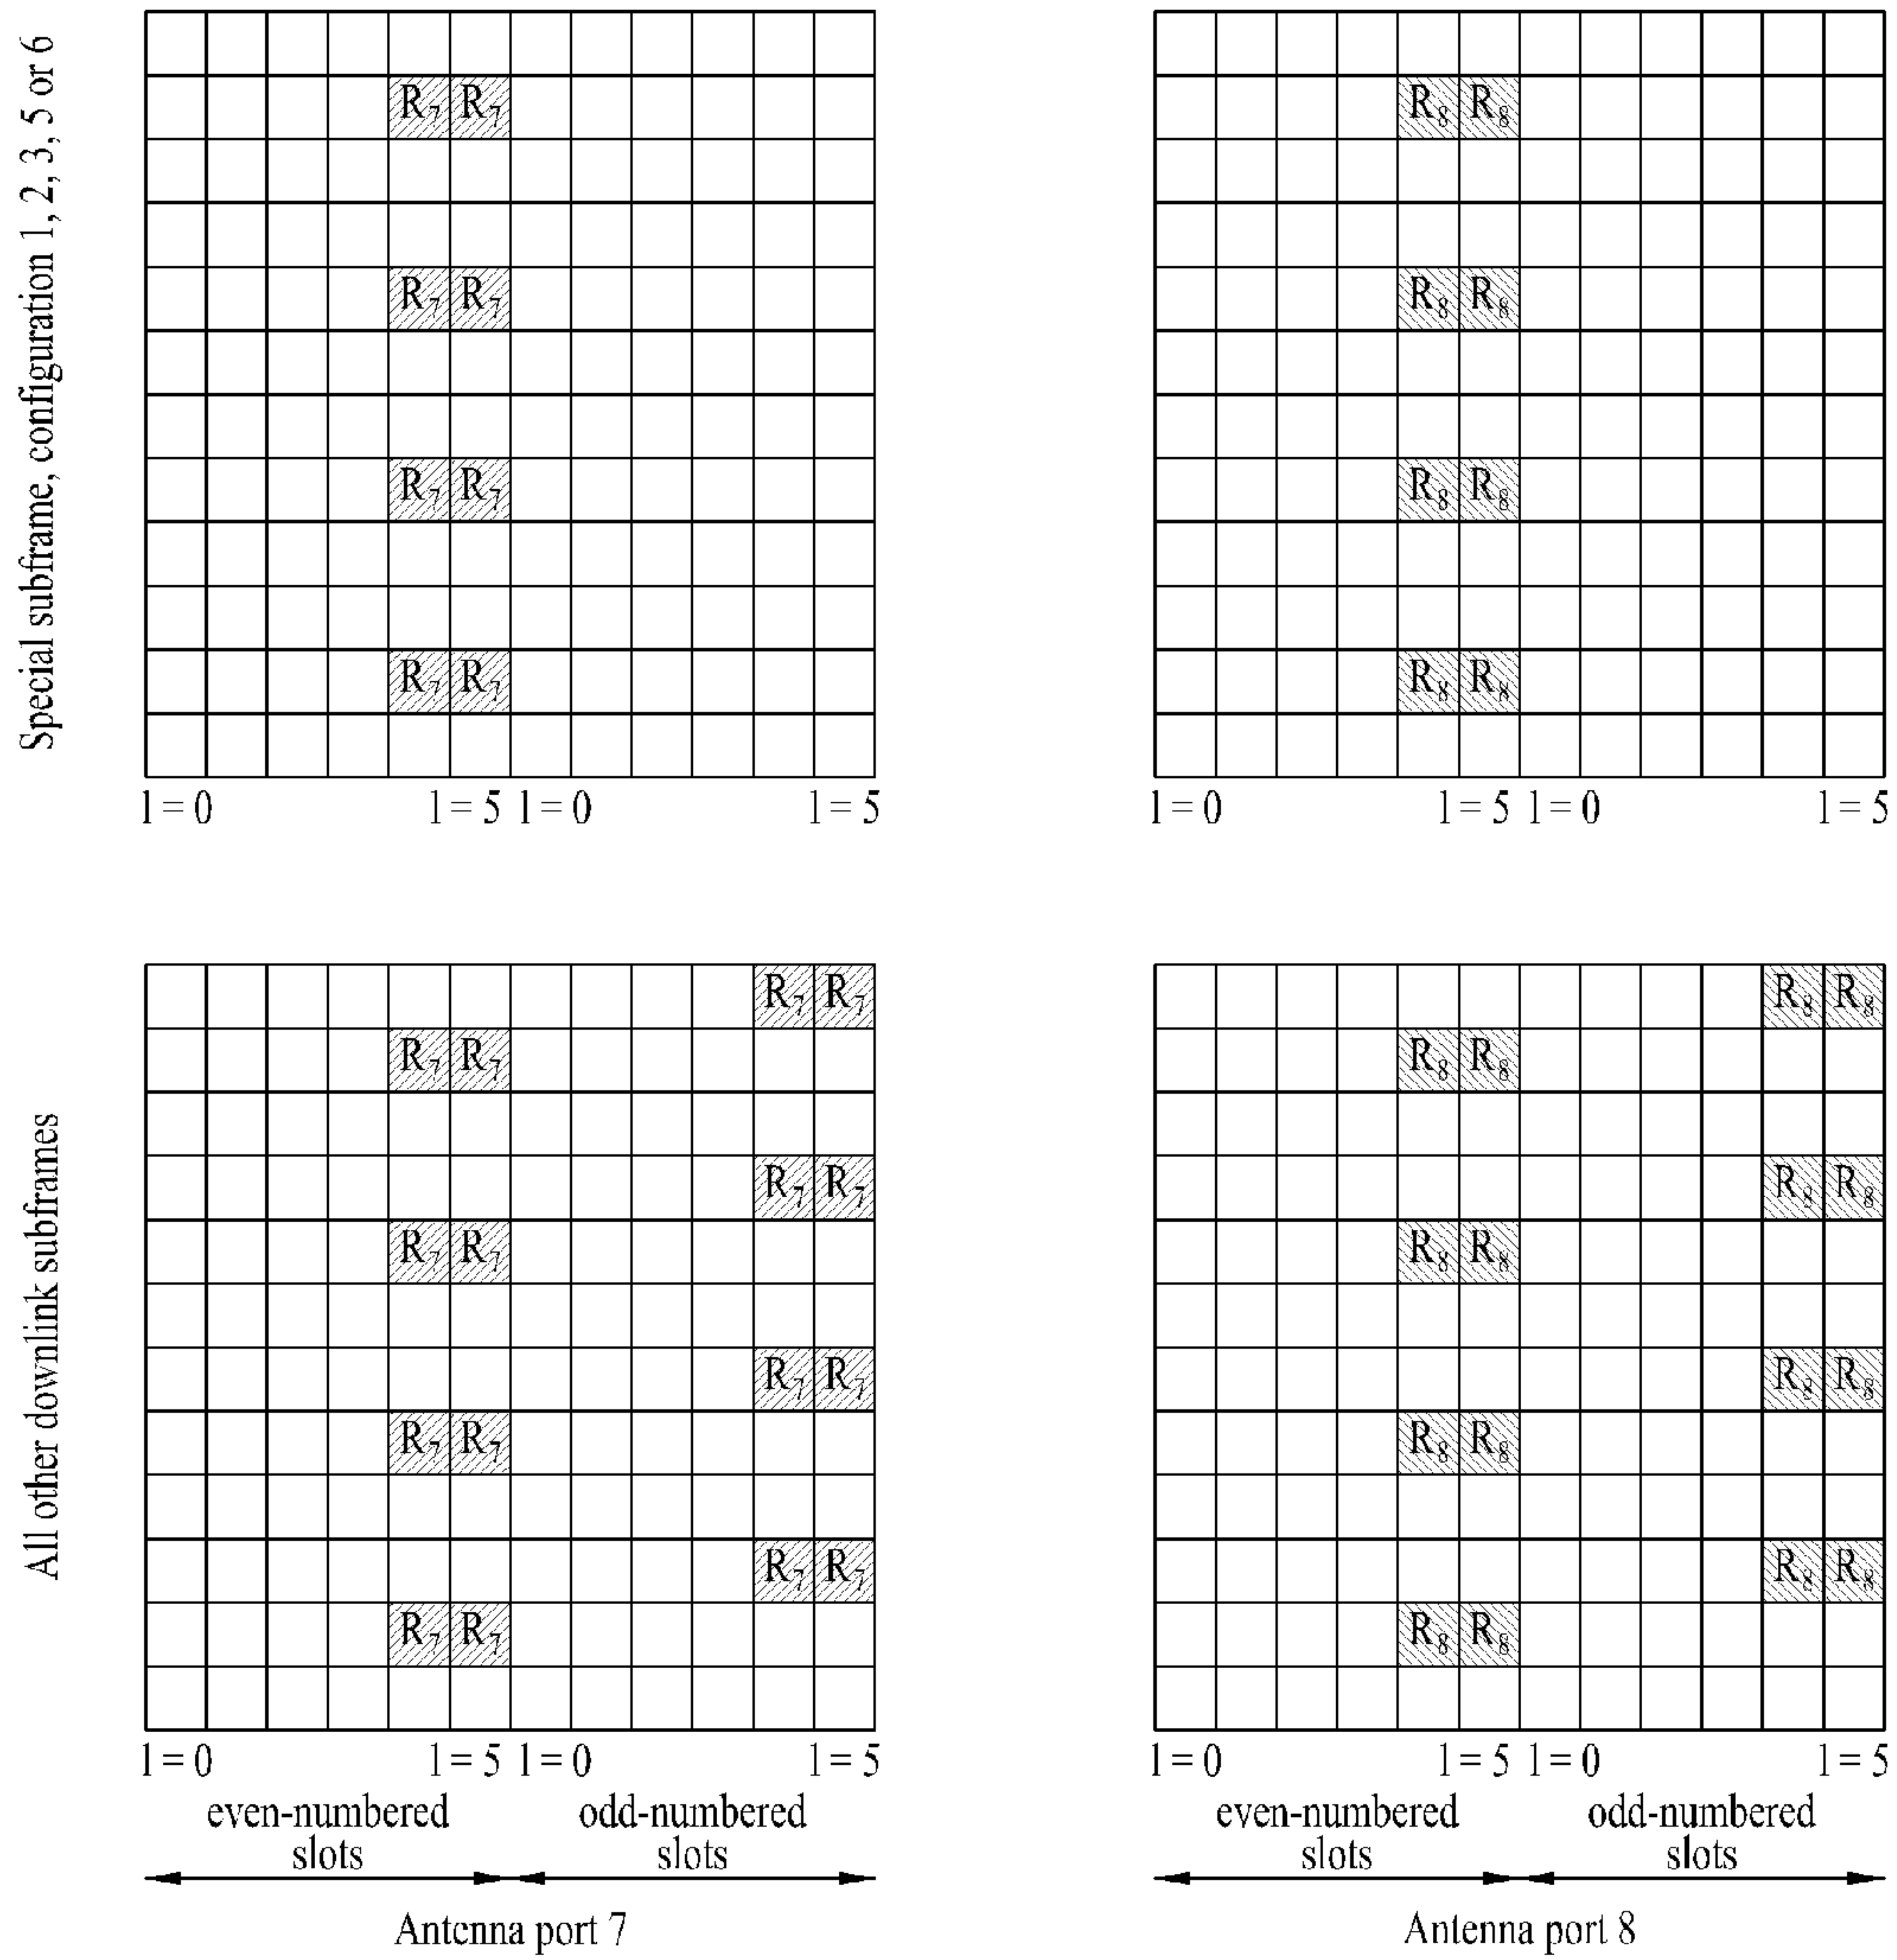 Special subframe, configuration 1, 2, 3, 5 or 6
R7 R7 R8 R8
R7 R7 R8 R8
R7 R7 R8 R8
R7 R7 R8 R8
l = 0 l = 5 l = 0 l = 5 l = 0 l = 5 l = 0 l = 5
All other downlink subframes
R7 R7 R8 R8
R7 R7 R8 R8
R7 R7 R8 R8
R7 R7 R8 R8
R7 R7 R8 R8
R7 R7 R8 R8
R7 R7 R8 R8
R7 R7 R8 R8
l = 0 l = 5 l = 0 l = 5 l = 0 l = 5 l = 0 l = 5
even-numbered odd-numbered even-numbered odd-numbered
slots slots slots slots
Antenna port 7 Antenna port 8